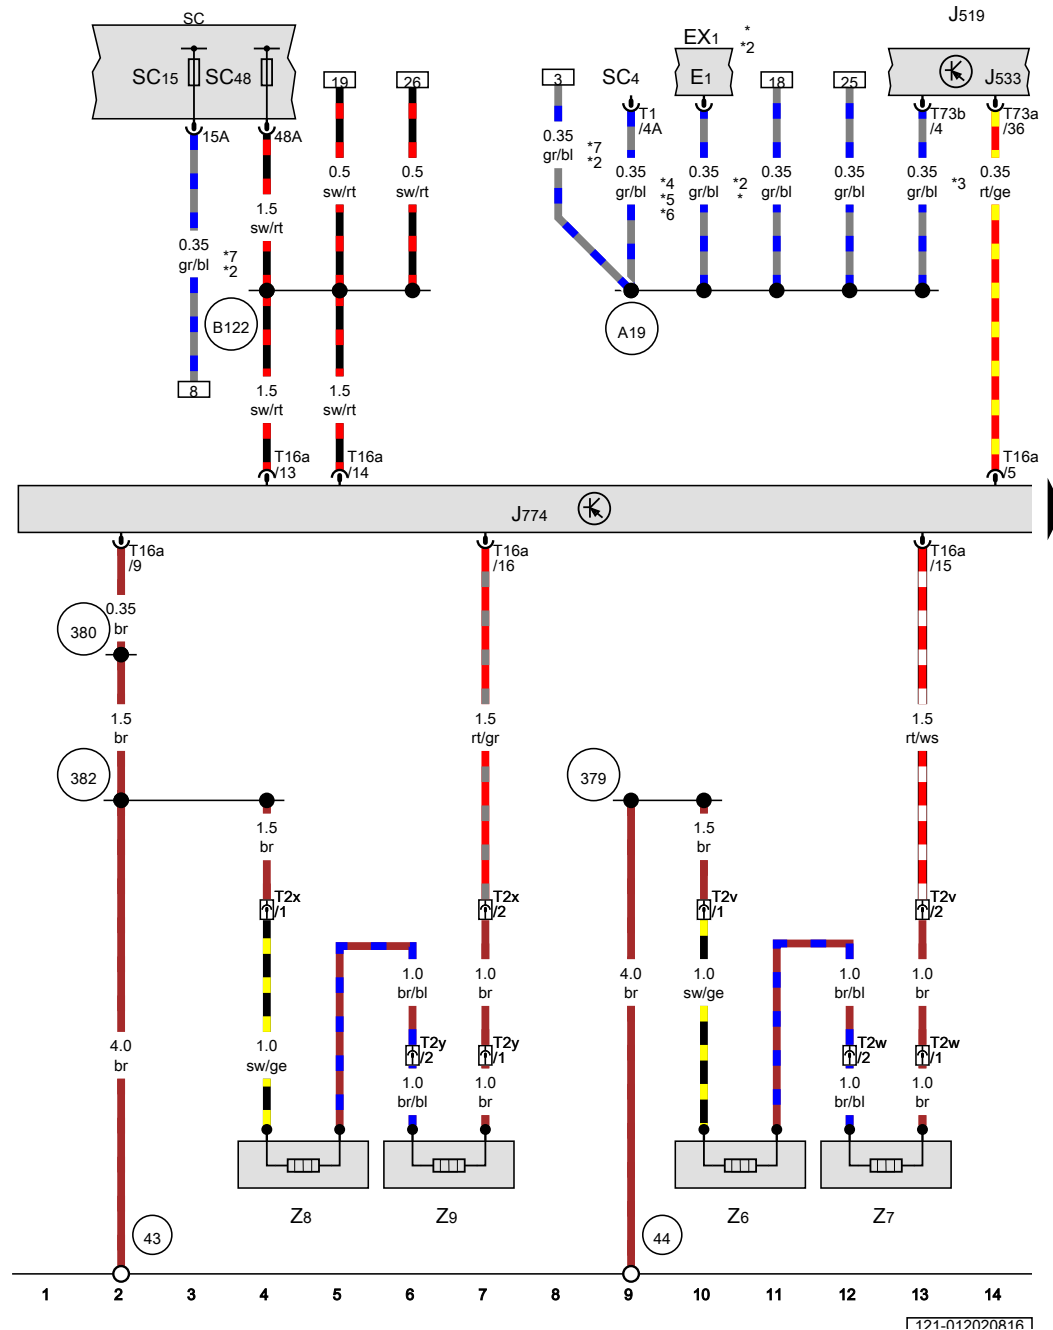 SC
J519
EX1
*
*2
SC15
SC48
19
26
3
SC4
E1
18
25
J533
15A
48A
T1
/4A
T73b
/4
T73a
/36
0.35
gr/bl
*7
*2
0.5
sw/rt
0.5
sw/rt
0.35
gr/bl
*4
*5
*6
0.35
gr/bl
*2
*
0.35
gr/bl
0.35
gr/bl
0.35
gr/bl
*3
0.35
rt/ge
1.5
sw/rt
0.35
gr/bl
*7
*2
B122
A19
8
1.5
sw/rt
1.5
sw/rt
T16a
/13
T16a
/14
T16a
/5
J774
T16a
/9
T16a
/16
T16a
/15
0.35
br
380
1.5
br
1.5
rt/gr
1.5
rt/ws
382
379
1.5
br
1.5
br
T2x
/1
T2x
/2
T2v
/1
T2v
/2
1.0
br/bl
1.0
br
4.0
br
1.0
sw/ge
1.0
br/bl
1.0
br
4.0
br
1.0
sw/ge
T2y
/2
T2y
/1
T2w
/2
T2w
/1
1.0
br/bl
1.0
br
1.0
br/bl
1.0
br
Z8
Z9
Z6
Z7
43
44
1 2 3 4 5 6 7 8 9 10 11 12 13 14
121-012020816